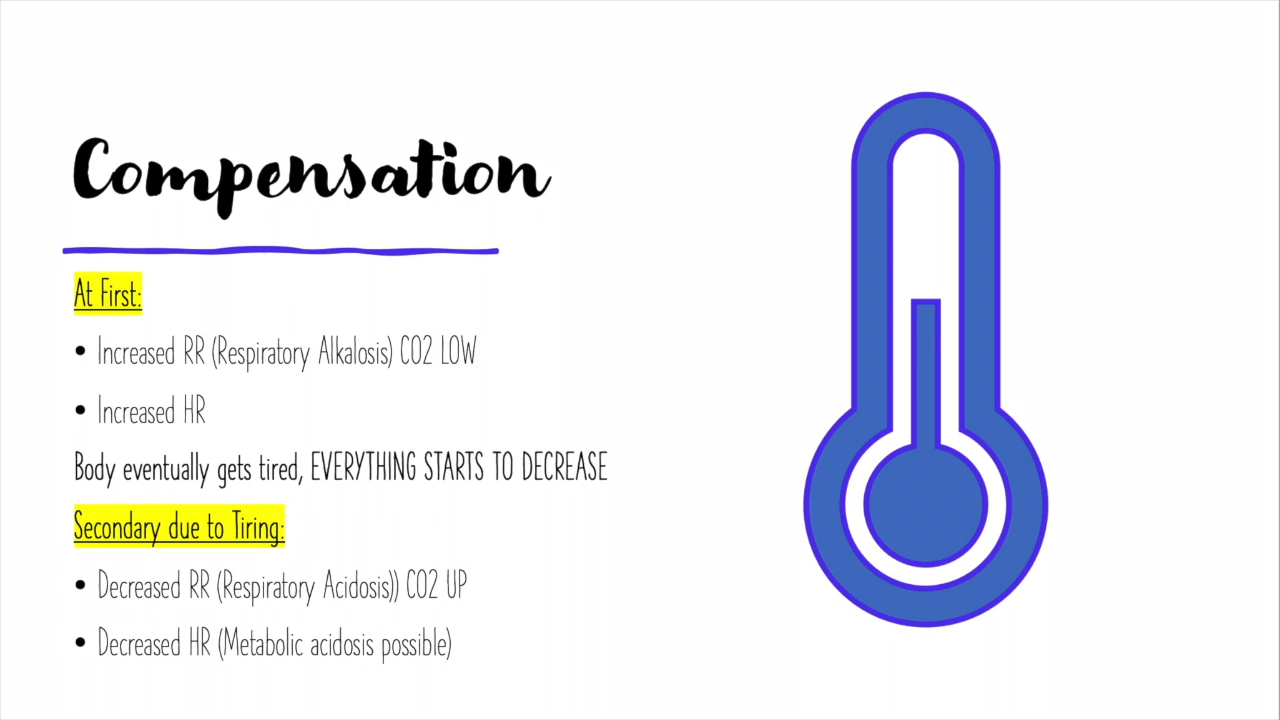 Compensation
At First:
• Increased RR (Respiratory Alkalosis) CO2 LOW
• Increased HR
Body eventually gets tired, EVERYTHING STARTS TO DECREASE
Secondary due to Tiring:
• Decreased RR (Respiratory Acidosis)) CO2 UP
• Decreased HR (Metabolic acidosis possible)